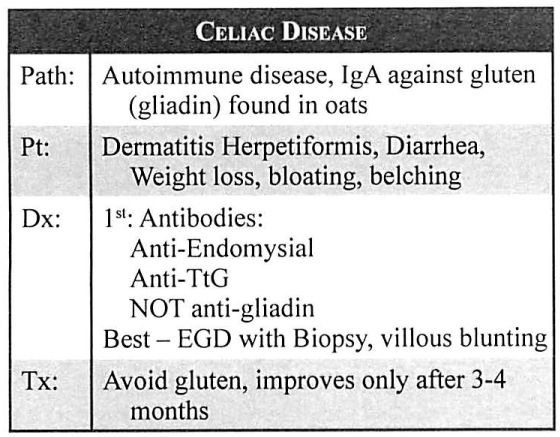 CELIAC DISEASE
Path: Autoimmune disease, IgA against gluten
(gliadin) found in oats
Pt: Dermatitis Herpetiformis, Diarrhea,
Weight loss, bloating, belching
Dx: 1st: Antibodies:
Anti-Endomysial
Anti-TtG
NOT anti-gliadin
Best – EGD with Biopsy, villous blunting
Tx: Avoid gluten, improves only after 3-4
months